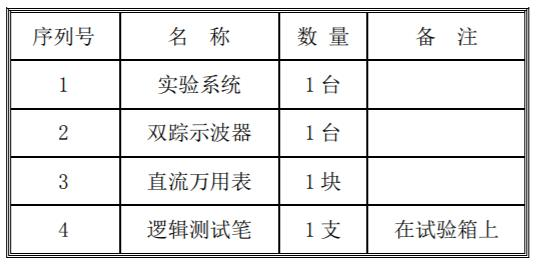 序列号 名 称 数 量 备 注
1 实验系统 1 台
2 双踪示波器 1 台
3 直流万用表 1 块
4 逻辑测试笔 1 支 在试验箱上